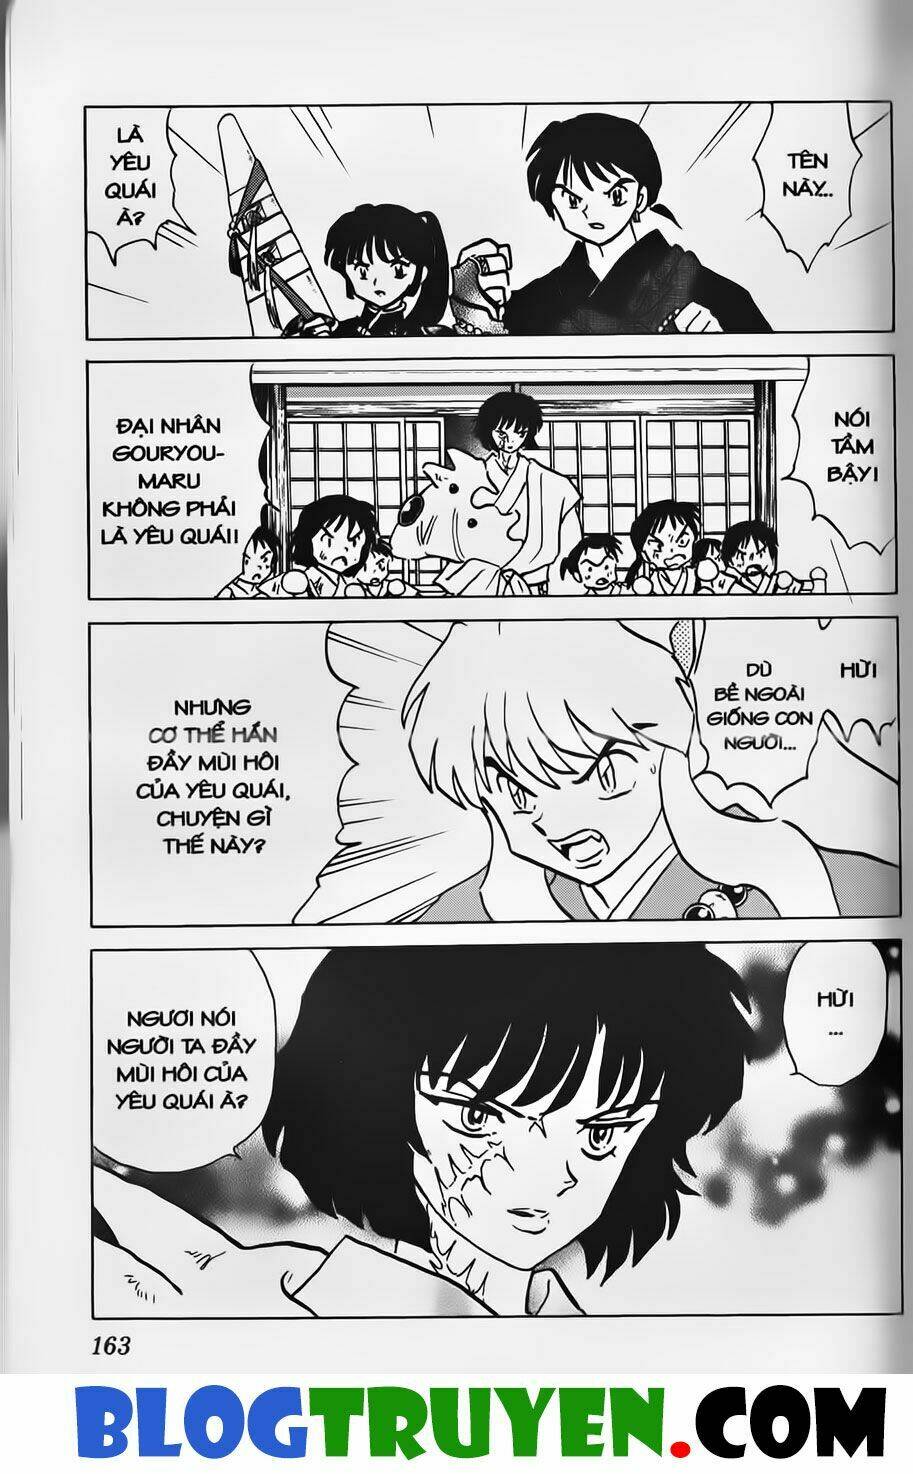 TÊN
NÀY...
LÀ
YÊU
QUÁI
À?
NÓI
TẦM
BẬY!
ĐẠI NHÂN
GOURYOU-
MARU
KHÔNG PHẢI
LÀ YÊU QUÁI!
HỪ!
DÙ
BỀ NGOÀI
GIỐNG CON
NGƯỜI...
NHƯNG
CƠ THỂ HẮN
ĐẦY MÙI HÔI
CỦA YÊU QUÁI,
CHUYỆN GÌ
THẾ NÀY?
HỪ!
...
NGƯƠI NÓI
NGƯỜI TA ĐẦY
MÙI HÔI CỦA
YÊU QUÁI À?
163
BLOGTRUYEN.COM